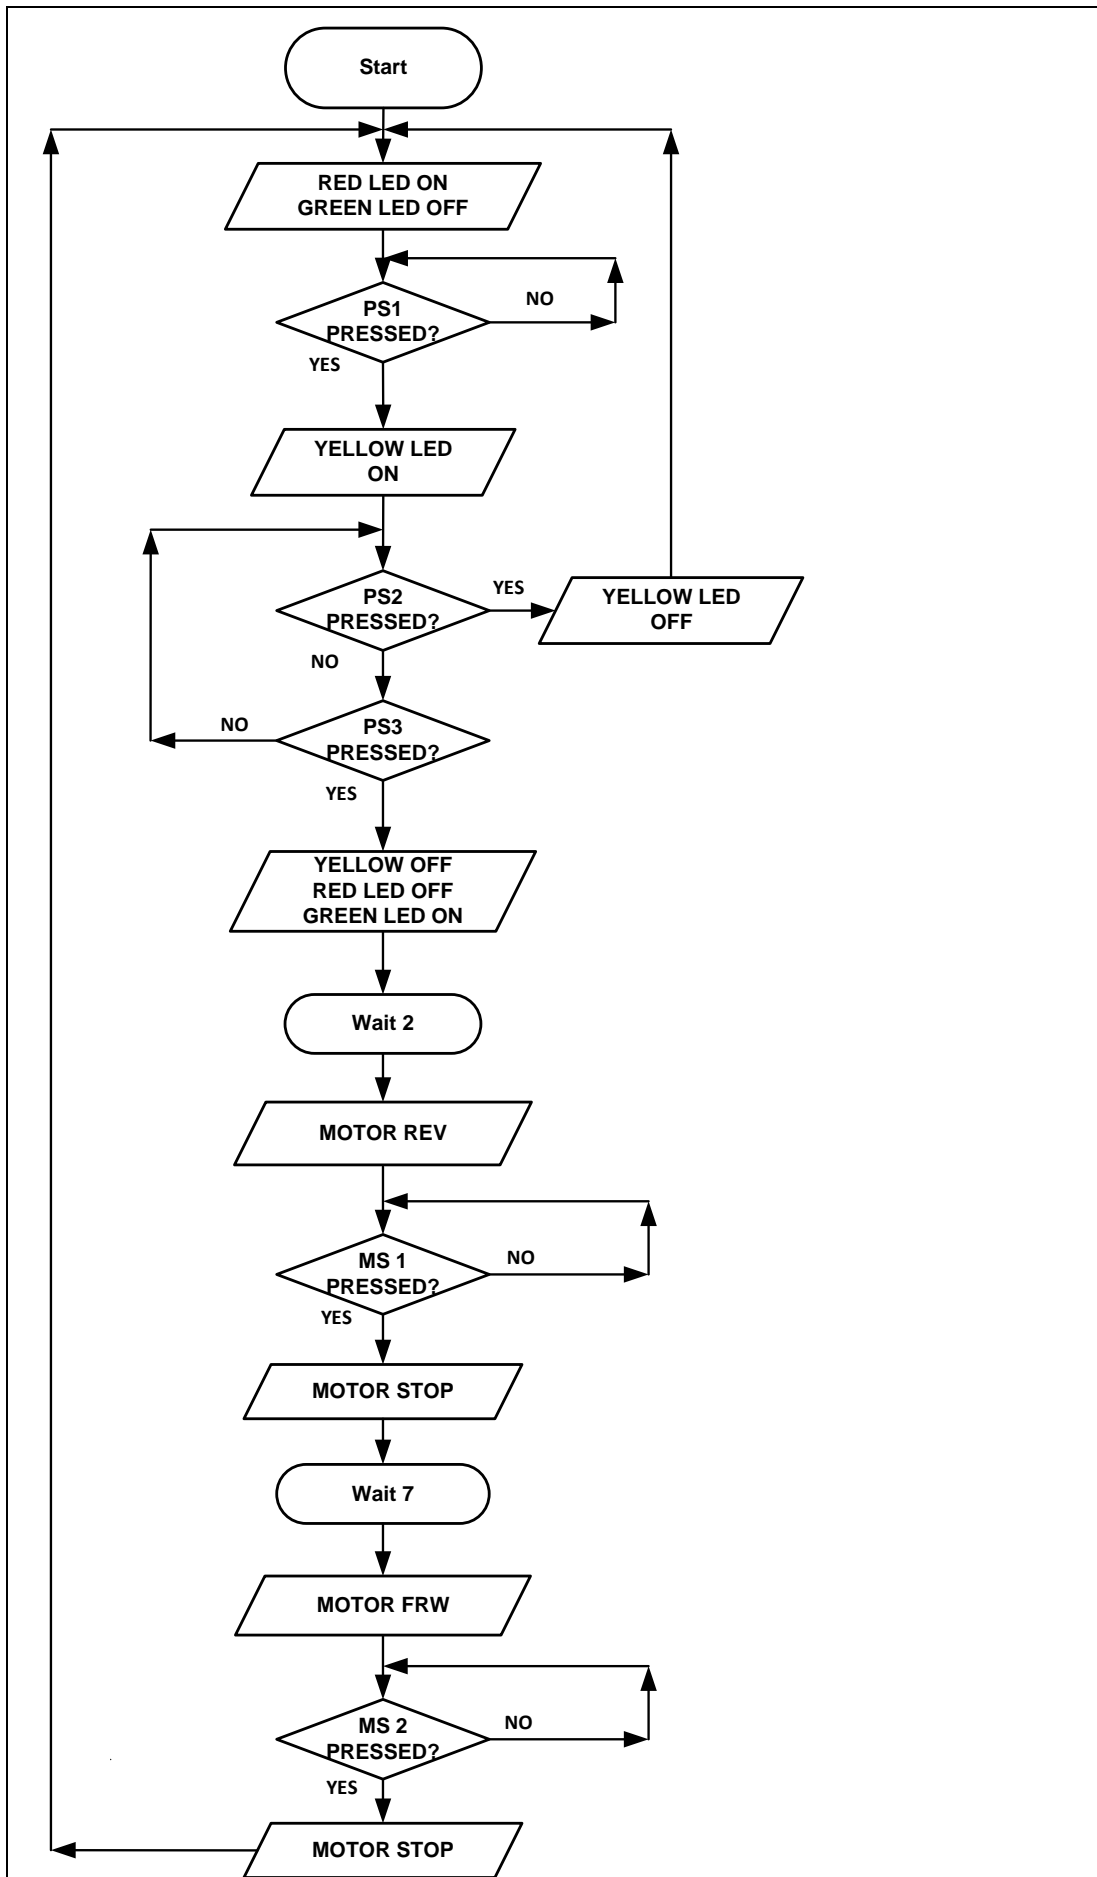 Start
RED LED ON
GREEN LED OFF
PS1
PRESSED?
NO
YES
YELLOW LED
ON
PS2
PRESSED?
YES
YELLOW LED
OFF
NO
PS3
PRESSED?
NO
YES
YELLOW OFF
RED LED OFF
GREEN LED ON
Wait 2
MOTOR REV
MS 1
PRESSED?
NO
YES
MOTOR STOP
Wait 7
MOTOR FRW
MS 2
PRESSED?
NO
YES
MOTOR STOP